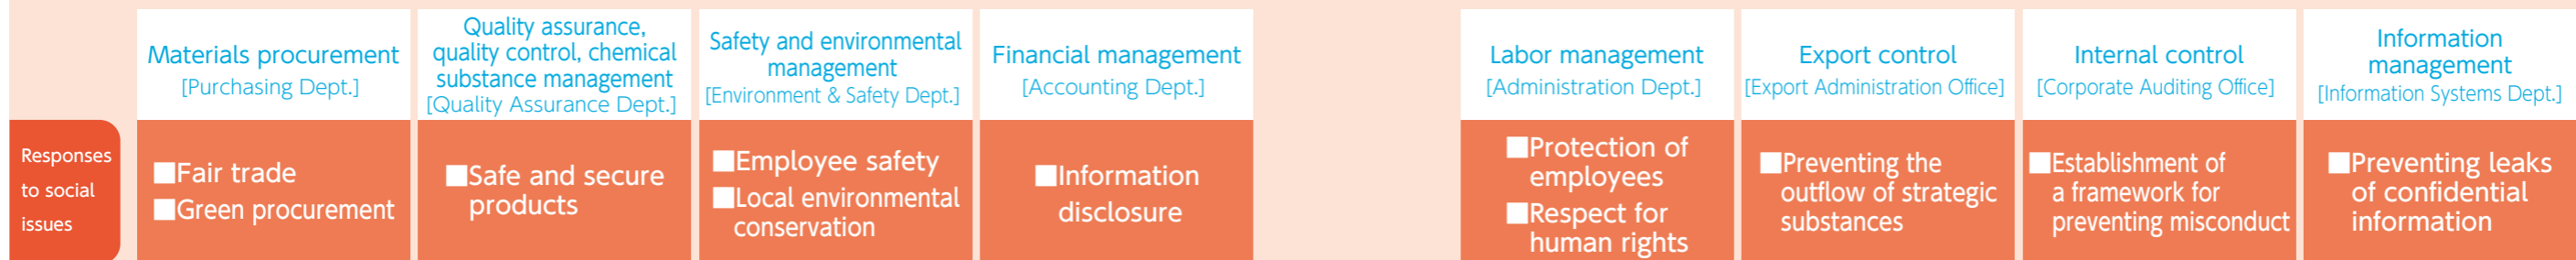 Materials procurement
[Purchasing Dept.]
Quality assurance,
quality control, chemical
substance management
[Quality Assurance Dept.]
Safety and environmental
management
[Environment & Safety Dept.]
Financial management
[Accounting Dept.]
Labor management
[Administration Dept.]
Export control
[Export Administration Office]
Internal control
[Corporate Auditing Office]
Information
management
[Information Systems Dept.]
Responses
to social
issues
■Fair trade
■Green procurement
■Safe and secure
products
■Employee safety
■Local environmental
conservation
■Information
disclosure
■Protection of
employees
■Respect for
human rights
■Preventing the
outflow of strategic
substances
■Establishment of
a framework for
preventing misconduct
■Preventing leaks
of confidential
information